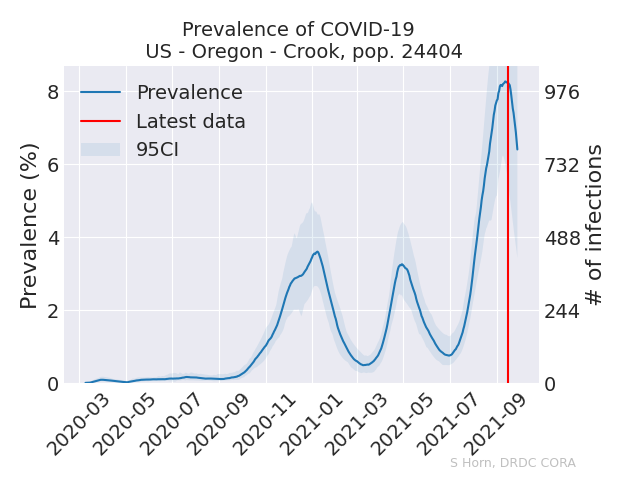 Prevalence of COVID-19
US - Oregon - Crook, pop. 24404
Prevalence
Latest data
95CI
Prevalence (%)
8
6
4
2
0
976
732
488
244
0
# of infections
2020-03
2020-05
2020-07
2020-09
2020-11
2021-01
2021-03
2021-05
2021-07
2021-09
S Horn, DRDC CORA